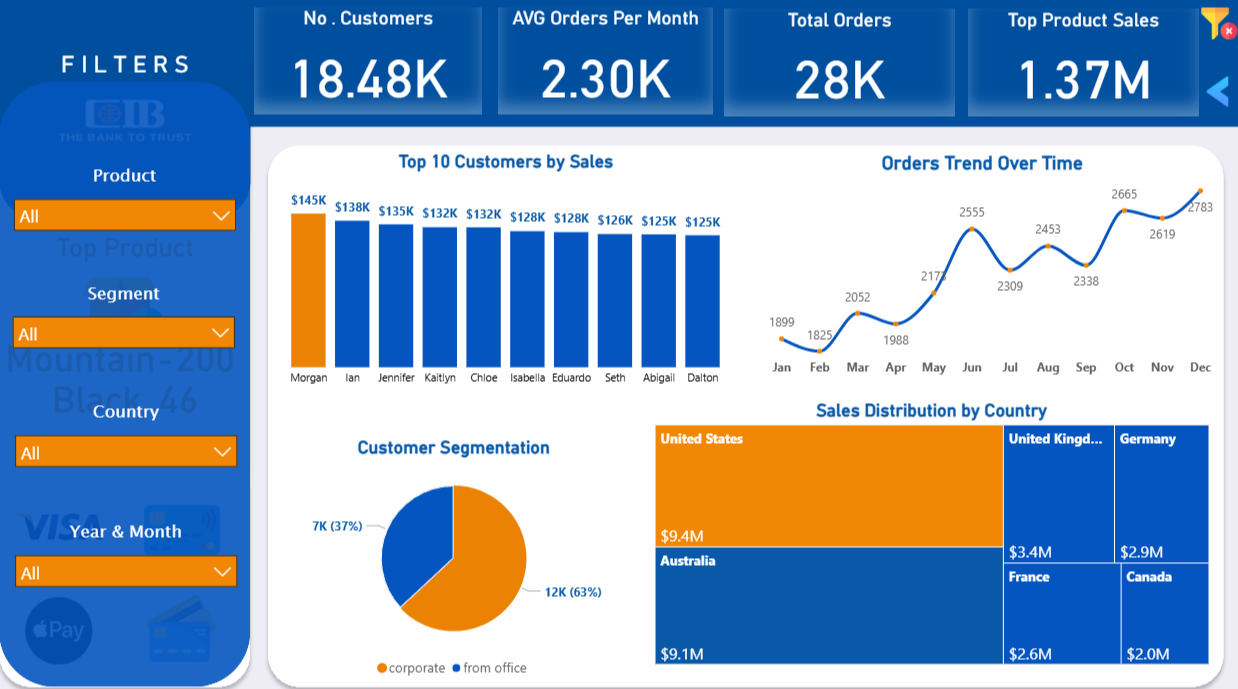 No . Customers
18.48K
AVG Orders Per Month
2.30K
Total Orders
28K
Top Product Sales
1.37M
FILTERS
CIB
THE BANK TO TRUST
Product
All
Top Product
Segment
All
Mountain-200
Black, 46
Country
All
VISA
Year & Month
All
Pay
Top 10 Customers by Sales
$145K $138K $135K $132K $132K $128K $128K $126K $125K $125K
Morgan Ian Jennifer Kaitlyn Chloe Isabella Eduardo Seth Abigail Dalton
Orders Trend Over Time
1899 1825 2052 1988 2173 2555 2309 2453 2338 2665 2619 2783
Jan Feb Mar Apr May Jun Jul Aug Sep Oct Nov Dec
Customer Segmentation
7K (37%)
12K (63%)
corporate from office
Sales Distribution by Country
United States
$9.4M
Australia
$9.1M
United Kingd...
$3.4M
Germany
$2.9M
France
$2.6M
Canada
$2.0M